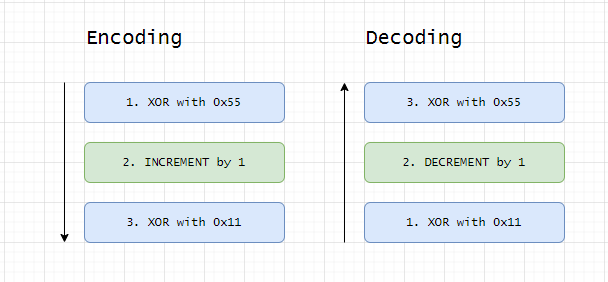 Encoding
1. XOR with 0x55
2. INCREMENT by 1
3. XOR with 0x11
Decoding
3. XOR with 0x55
2. DECREMENT by 1
1. XOR with 0x11